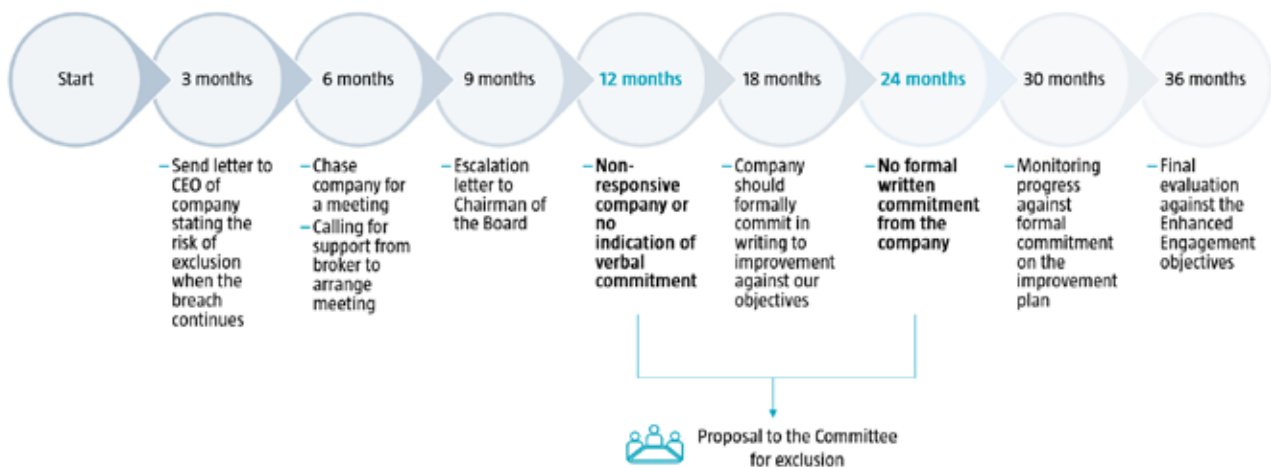 Start
3 months
6 months
9 months
12 months
18 months
24 months
30 months
36 months
– Send letter to
CEO of
company
stating the
risk of
exclusion
when the
breach
continues
– Chase
company for
a meeting
– Calling for
support from
broker to
arrange
meeting
– Escalation
letter to
Chairman of
the Board
– Non-
responsive
company or
no
indication of
verbal
commitment
– Company
should
formally
commit in
writing to
improvement
against our
objectives
– No formal
written
commitment
from the
company
– Monitoring
progress
against
formal
commitment
on the
improvement
plan
– Final
evaluation
against the
Enhanced
Engagement
objectives
Proposal to the Committee
for exclusion